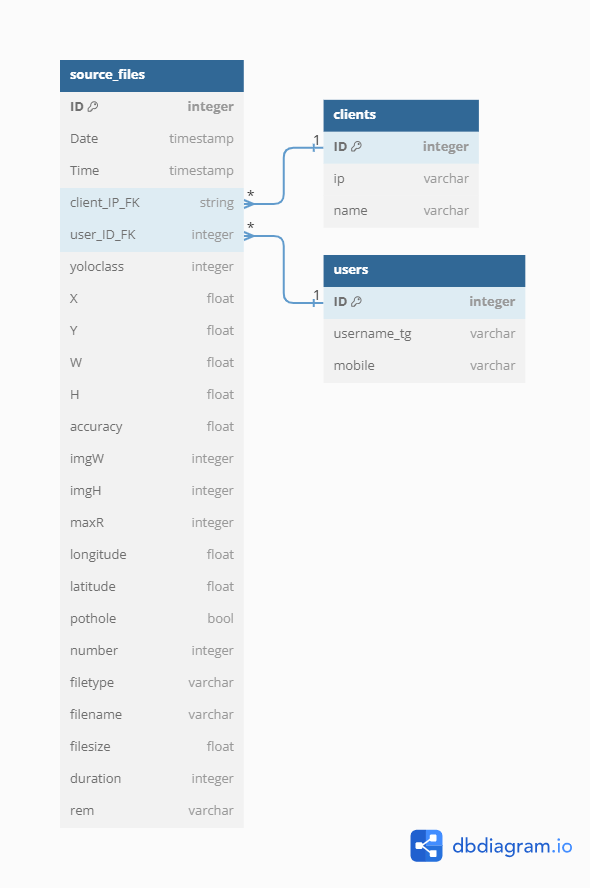 source_files
ID integer
Date timestamp
Time timestamp
client_IP_FK string
user_ID_FK integer
yoloclass integer
X float
Y float
W float
H float
accuracy float
imgW integer
imgH integer
maxR integer
longitude float
latitude float
pothole bool
number integer
filetype varchar
filename varchar
filesize float
duration integer
rem varchar
* 1
* 1
clients
ID integer
ip varchar
name varchar
users
ID integer
username_tg varchar
mobile varchar
dbdiagram.io